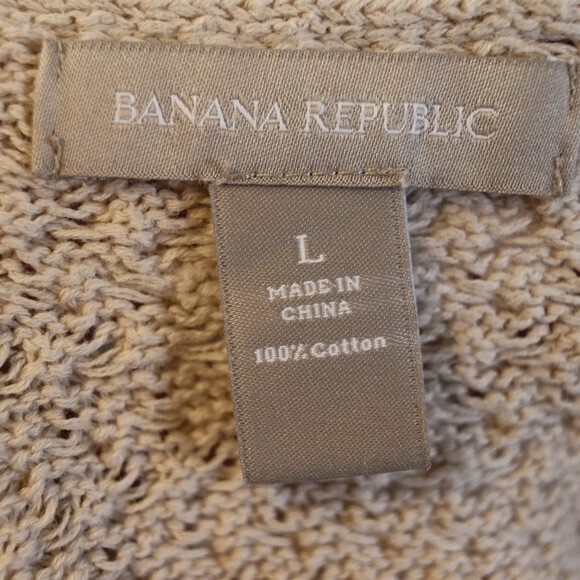 BANANA REPUBLIC
L
MADE IN
CHINA
100% Cotton